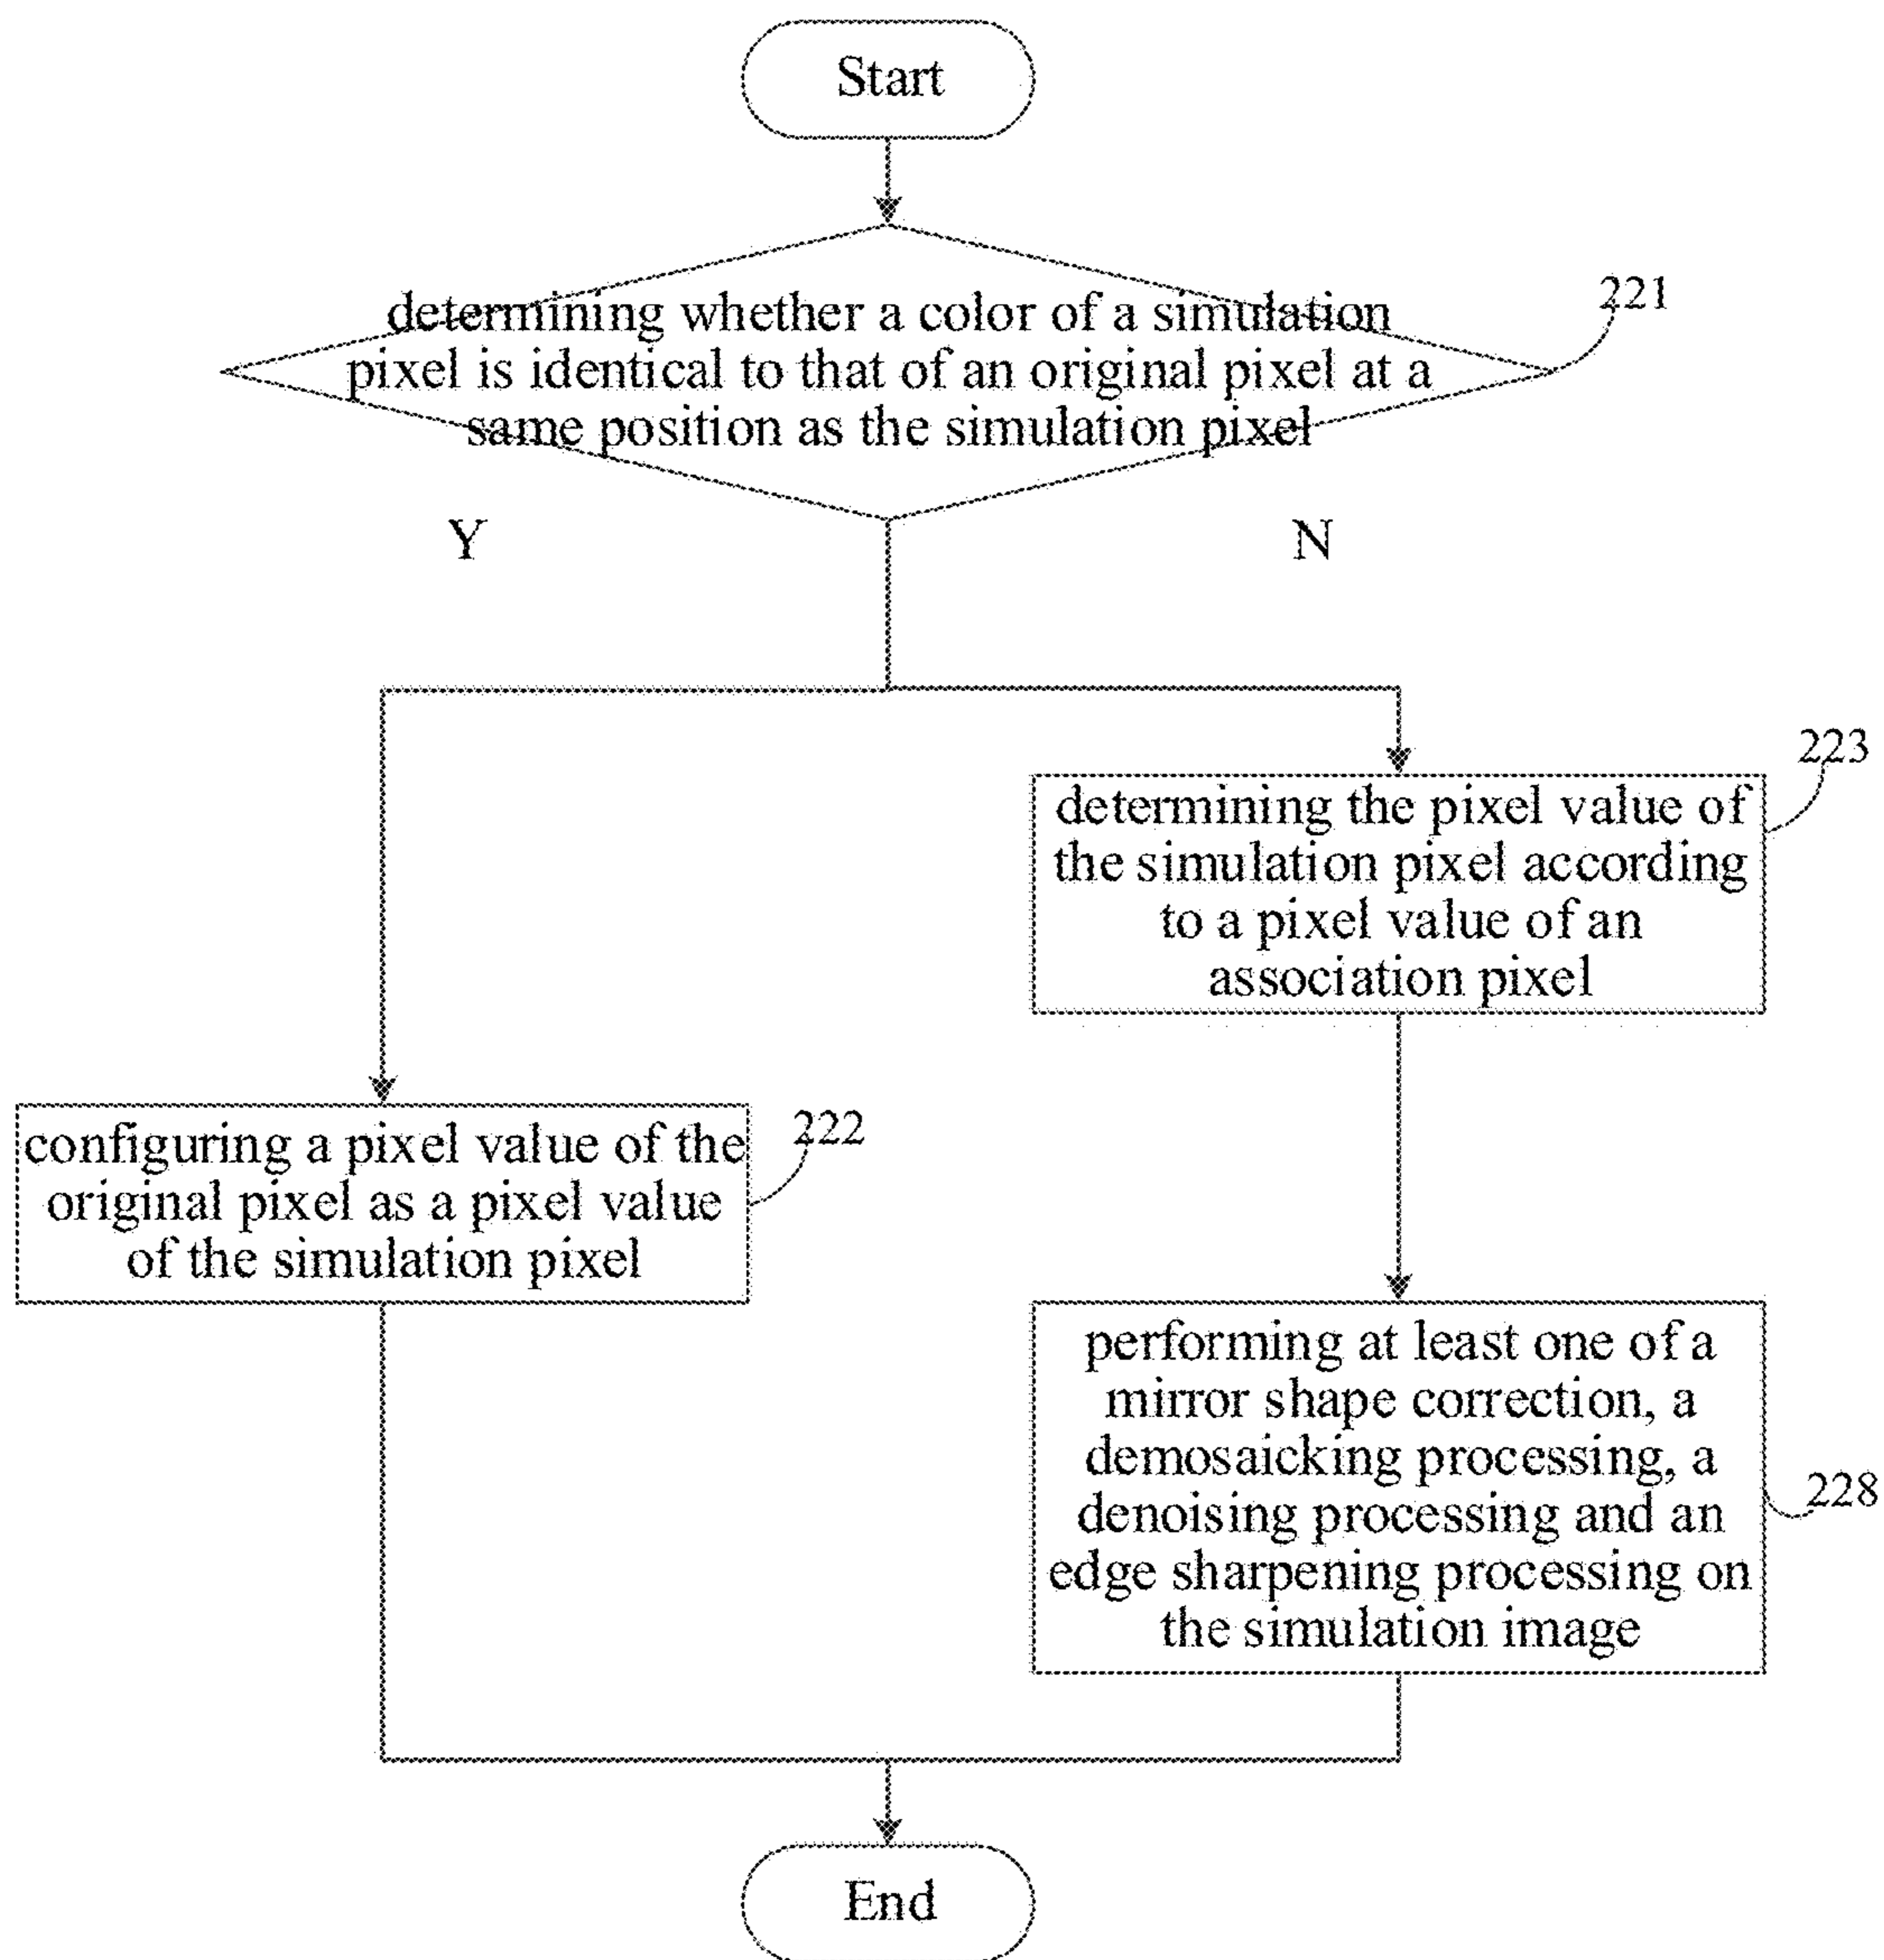 Start
determining whether a color of a simulation
pixel is identical to that of an original pixel at a
same position as the simulation pixel
221
Y
N
223
determining the pixel value of
the simulation pixel according
to a pixel value of an
association pixel
222
configuring a pixel value of the
original pixel as a pixel value
of the simulation pixel
performing at least one of a
mirror shape correction, a
demosaicking processing, a
denoising processing and an
edge sharpening processing on
the simulation image
228
End